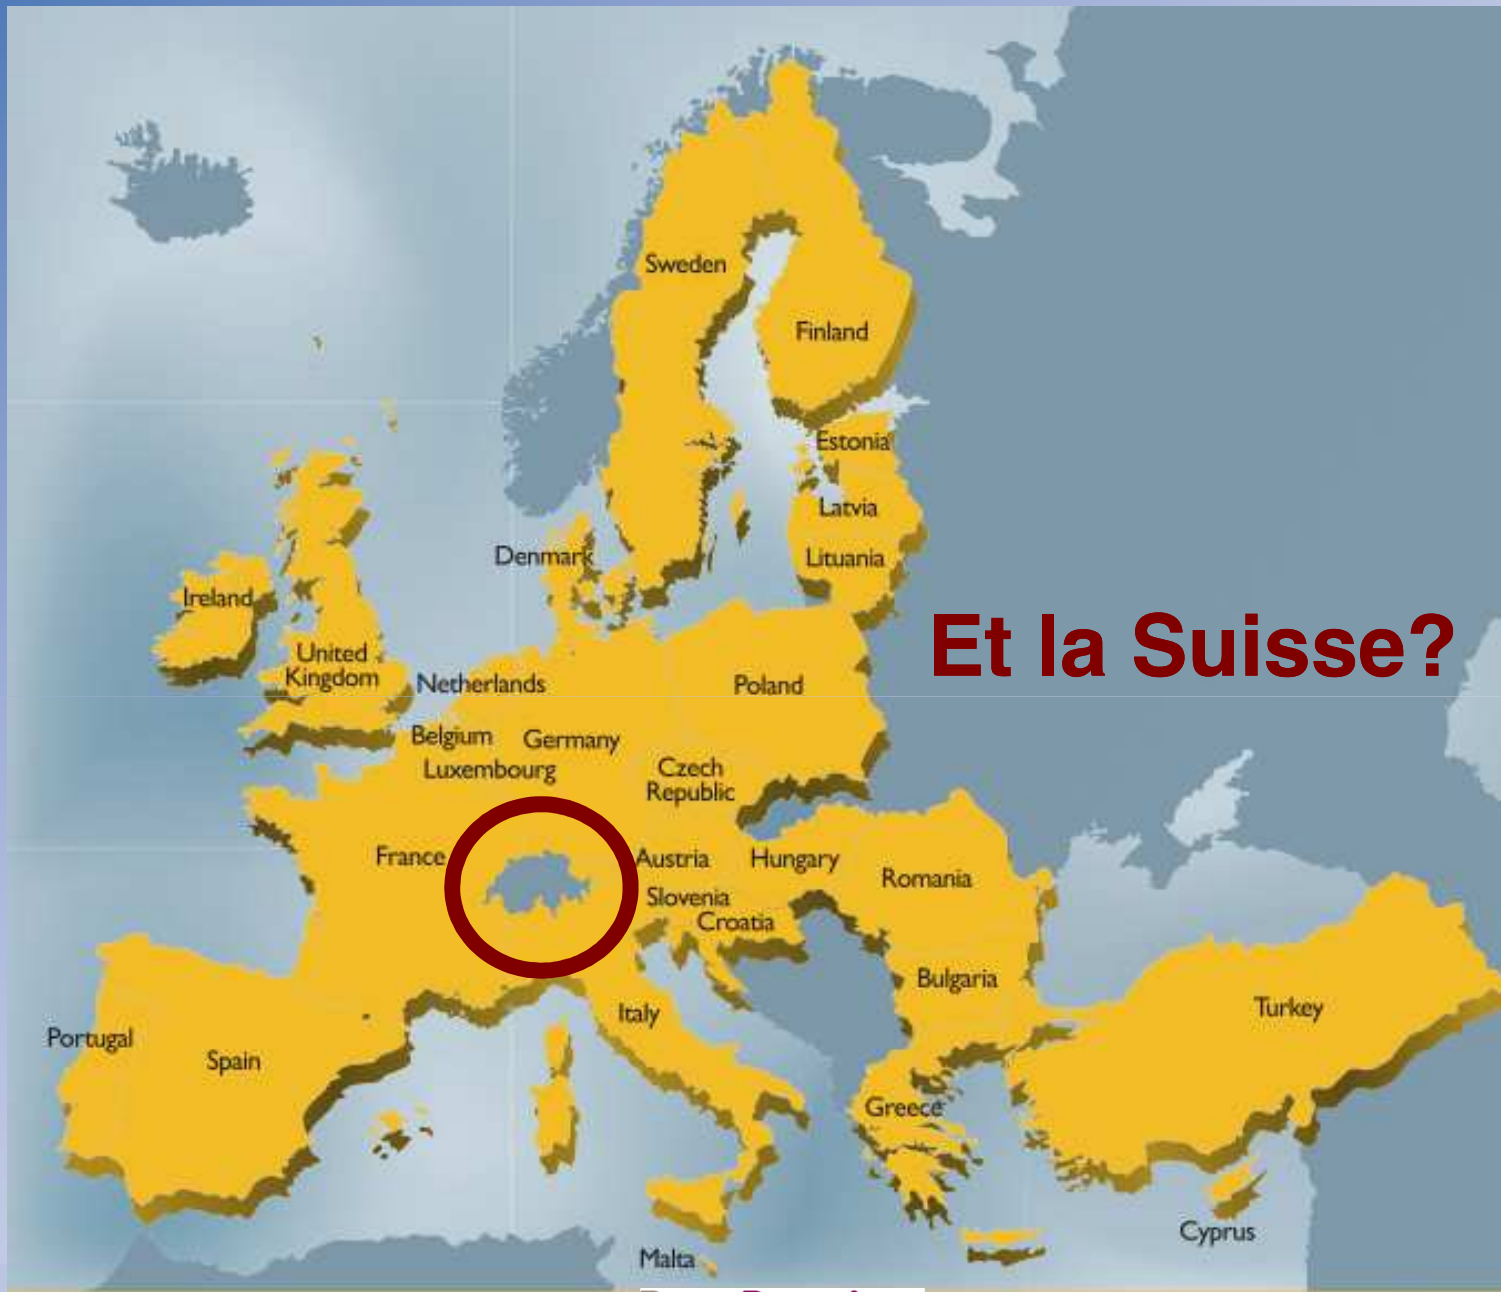 Sweden
Finland
Estonia
Latvia
Denmark
Lituania
Ireland
Et la Suisse?
United
Kingdom
Netherlands
Poland
Belgium
Germany
Luxembourg
Czech
Republic
France
Austria
Hungary
Romania
Slovenia
Croatia
Bulgaria
Italy
Turkey
Portugal
Spain
Greece
Cyprus
Malta